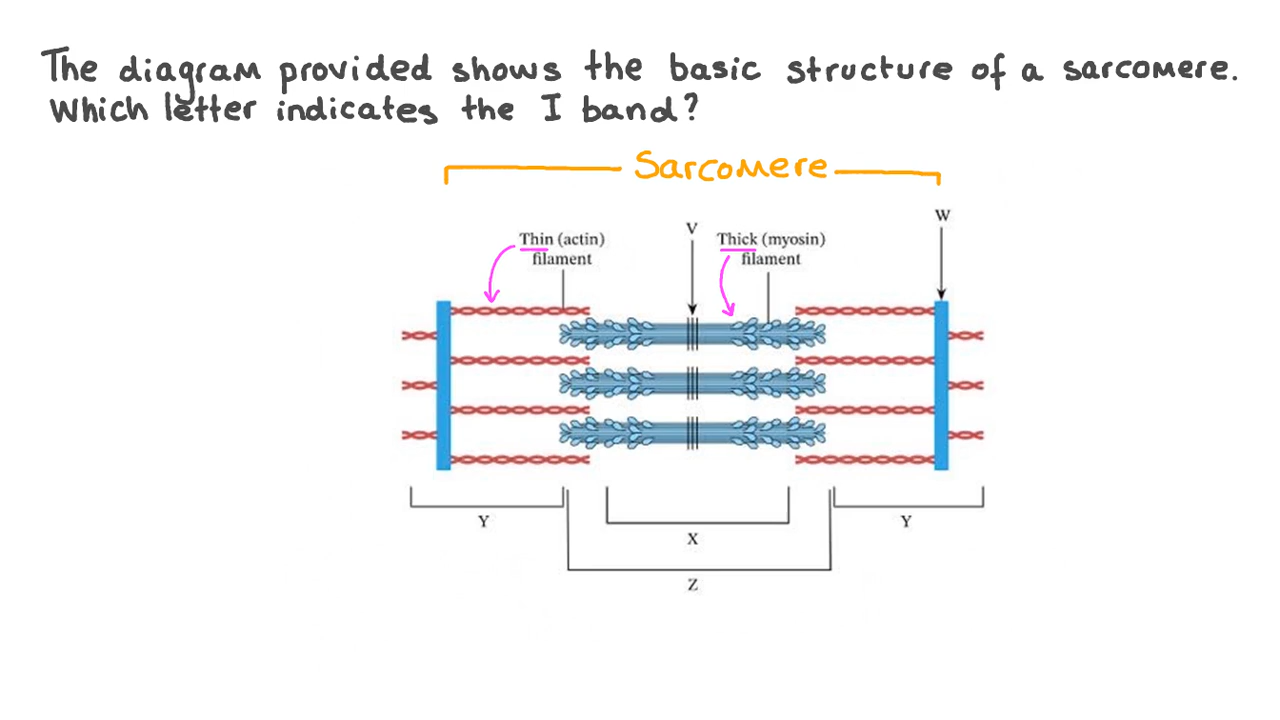 The diagram provided shows the basic structure of a sarcomere.
Which letter indicates the I band?
Sarcomere
W
V
Thin (actin)
filament
Thick (myosin)
filament
Y
Y
X
Z